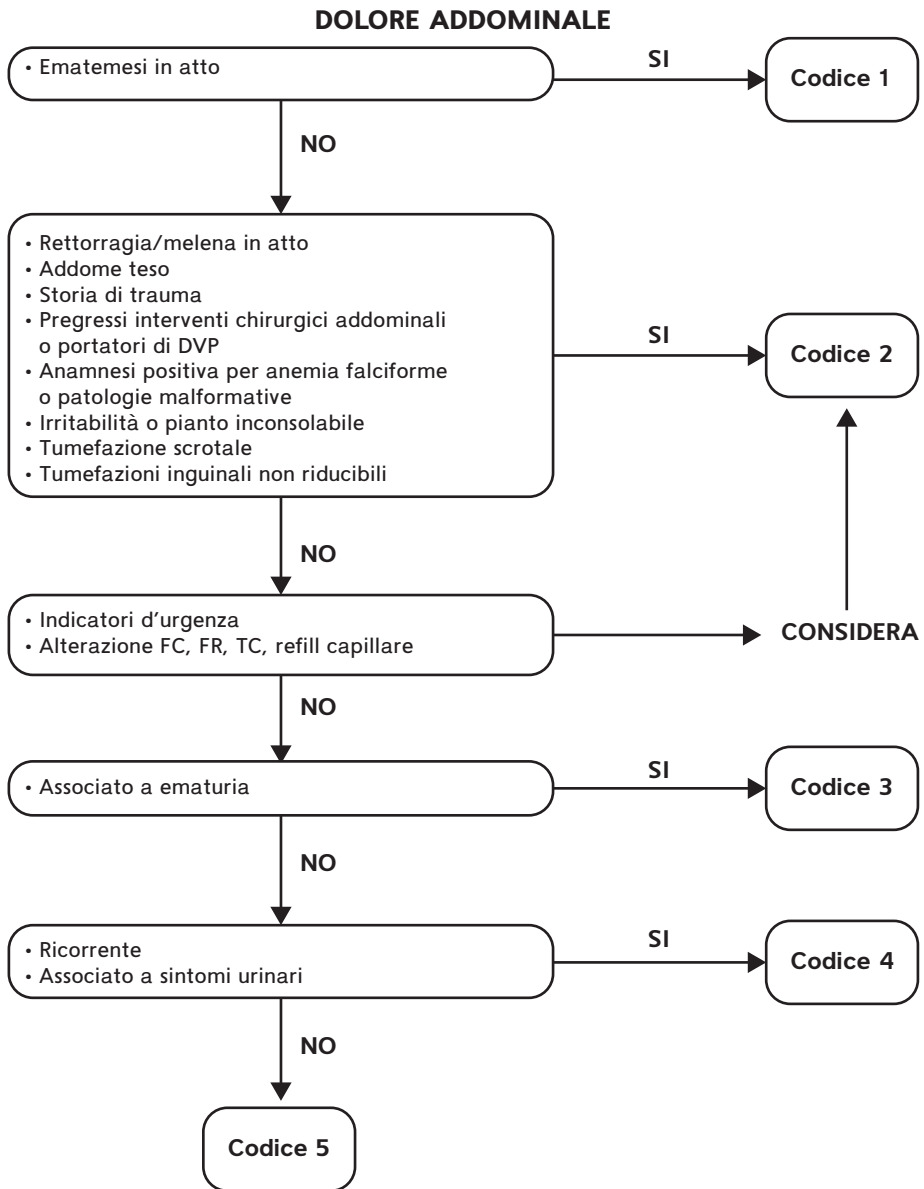 DOLORE ADDOMINALE
• Ematemesi in atto
SI
Codice 1
NO
• Rettorragia/melena in atto
• Addome teso
• Storia di trauma
• Pregressi interventi chirurgici addominali
o portatori di DVP
• Anamnesi positiva per anemia falciforme
o patologie malformative
• Irritabilità o pianto inconsolabile
• Tumefazione scrotale
• Tumefazioni inguinali non riducibili
SI
Codice 2
NO
• Indicatori d'urgenza
• Alterazione FC, FR, TC, refill capillare
CONSIDERA
NO
• Associato a ematuria
SI
Codice 3
NO
• Ricorrente
• Associato a sintomi urinari
SI
Codice 4
NO
Codice 5